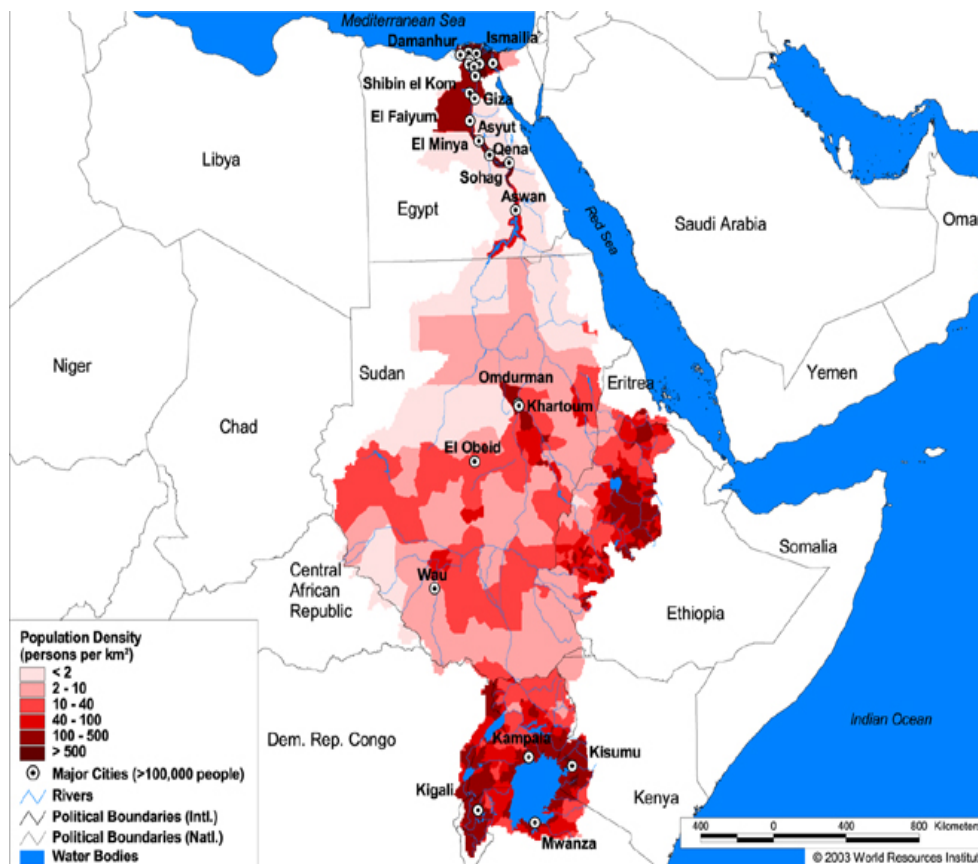 Mediterranean Sea
Damanhur
Ismailia
Shibin el Kom
Giza
El Faiyum
Asyut
El Minya
Qena
Sohag
Libya
Egypt
Aswan
Red Sea
Saudi Arabia
Oma
Niger
Chad
Sudan
Omdurman
Khartoum
Eritrea
Yemen
El Obeid
Somalia
Central
African
Republic
Wau
Ethiopia
Population Density
(persons per km²)
< 2
2 - 10
10 - 40
40 - 100
100 - 500
> 500
Major Cities (>100,000 people)
Rivers
Political Boundaries (Intl.)
Political Boundaries (Natl.)
Water Bodies
Dem. Rep. Congo
Kampala
Kisumu
Kigali
Kenya
Mwanza
Indian Ocean
400 0 400 800 Kilometer
© 2003 World Resources Institut